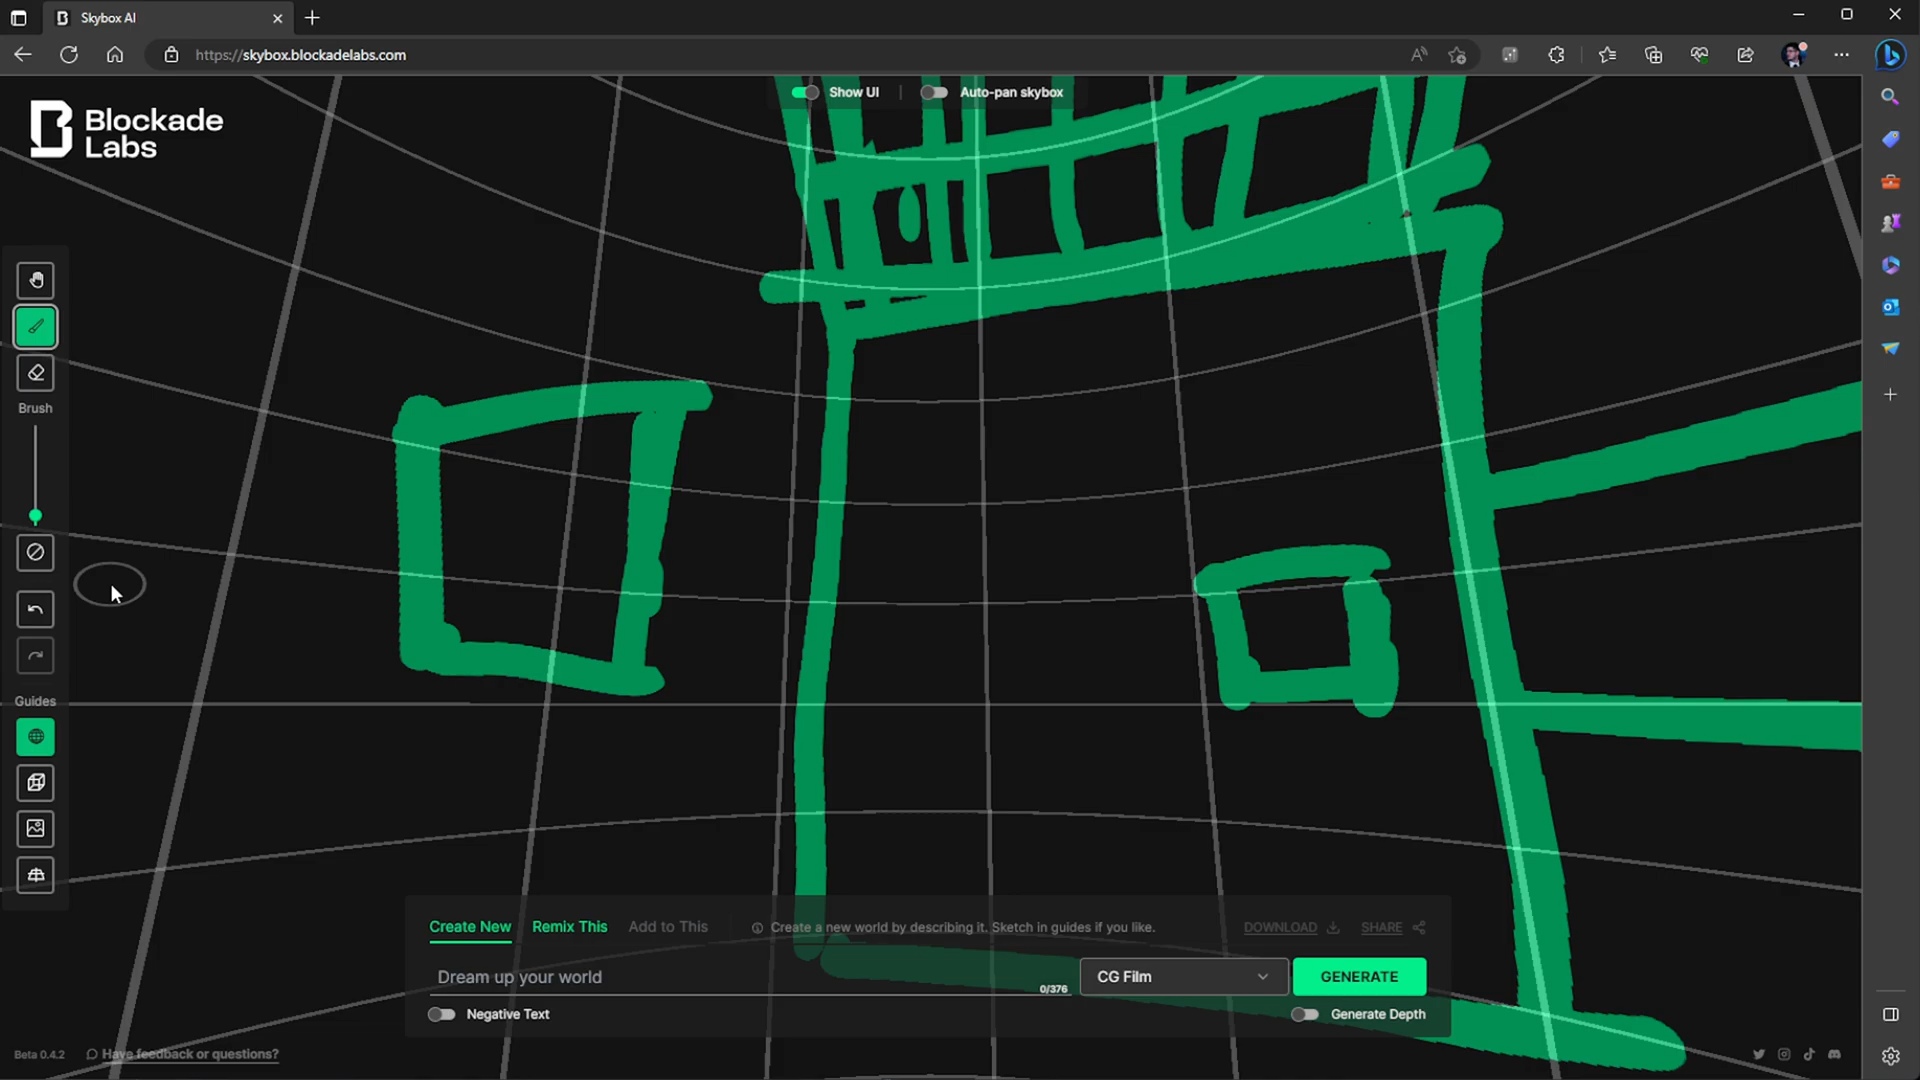 Skybox AI
https://skybox.blockadelabs.com
Show UI
Auto-pan skybox
Blockade
Labs
Brush
Guides
Create New
Remix This
Add to This
Create a new world by describing it. Sketch in guides if you like.
DOWNLOAD
SHARE
Dream up your world
0/376
CG Film
GENERATE
Negative Text
Generate Depth
Beta 0.4.2
Have feedback or questions?